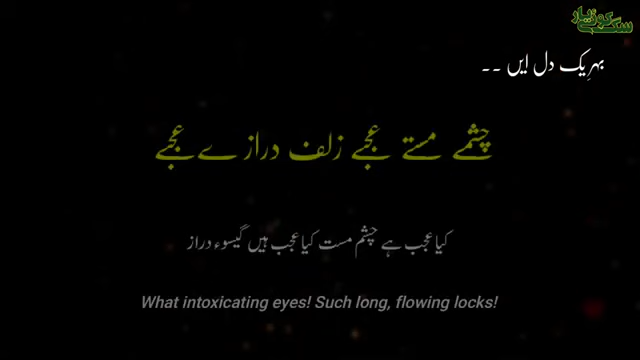 بہرِیک دل ایں ۔۔
چشمے مستے عجبے زلف درازے عجبے
کیا عجب ہے چشم مست کیا عجب ہیں گیسوء دراز
What intoxicating eyes! Such long, flowing locks!